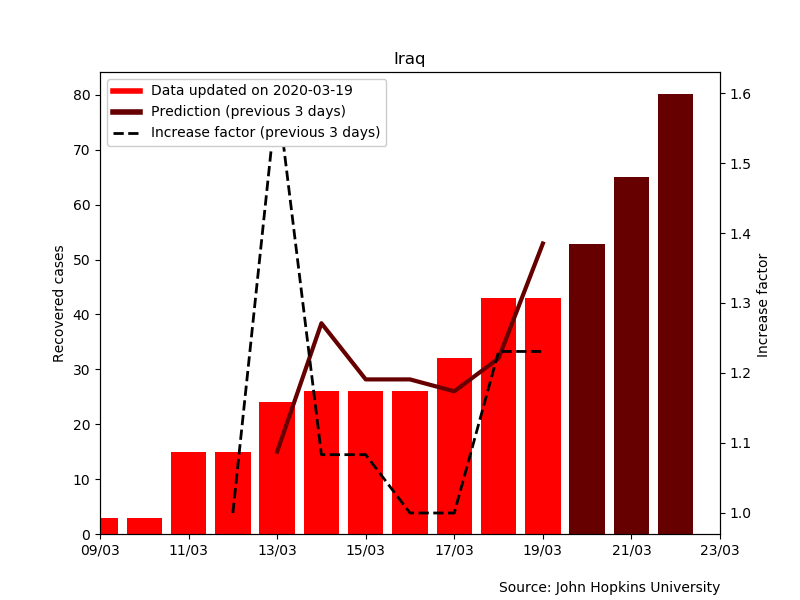 Iraq
Data updated on 2020-03-19
Prediction (previous 3 days)
Increase factor (previous 3 days)
Recovered cases
80
70
60
50
40
30
20
10
0
1.6
1.5
1.4
1.3
1.2
1.1
1.0
Increase factor
09/03 11/03 13/03 15/03 17/03 19/03 21/03 23/03
Source: John Hopkins University